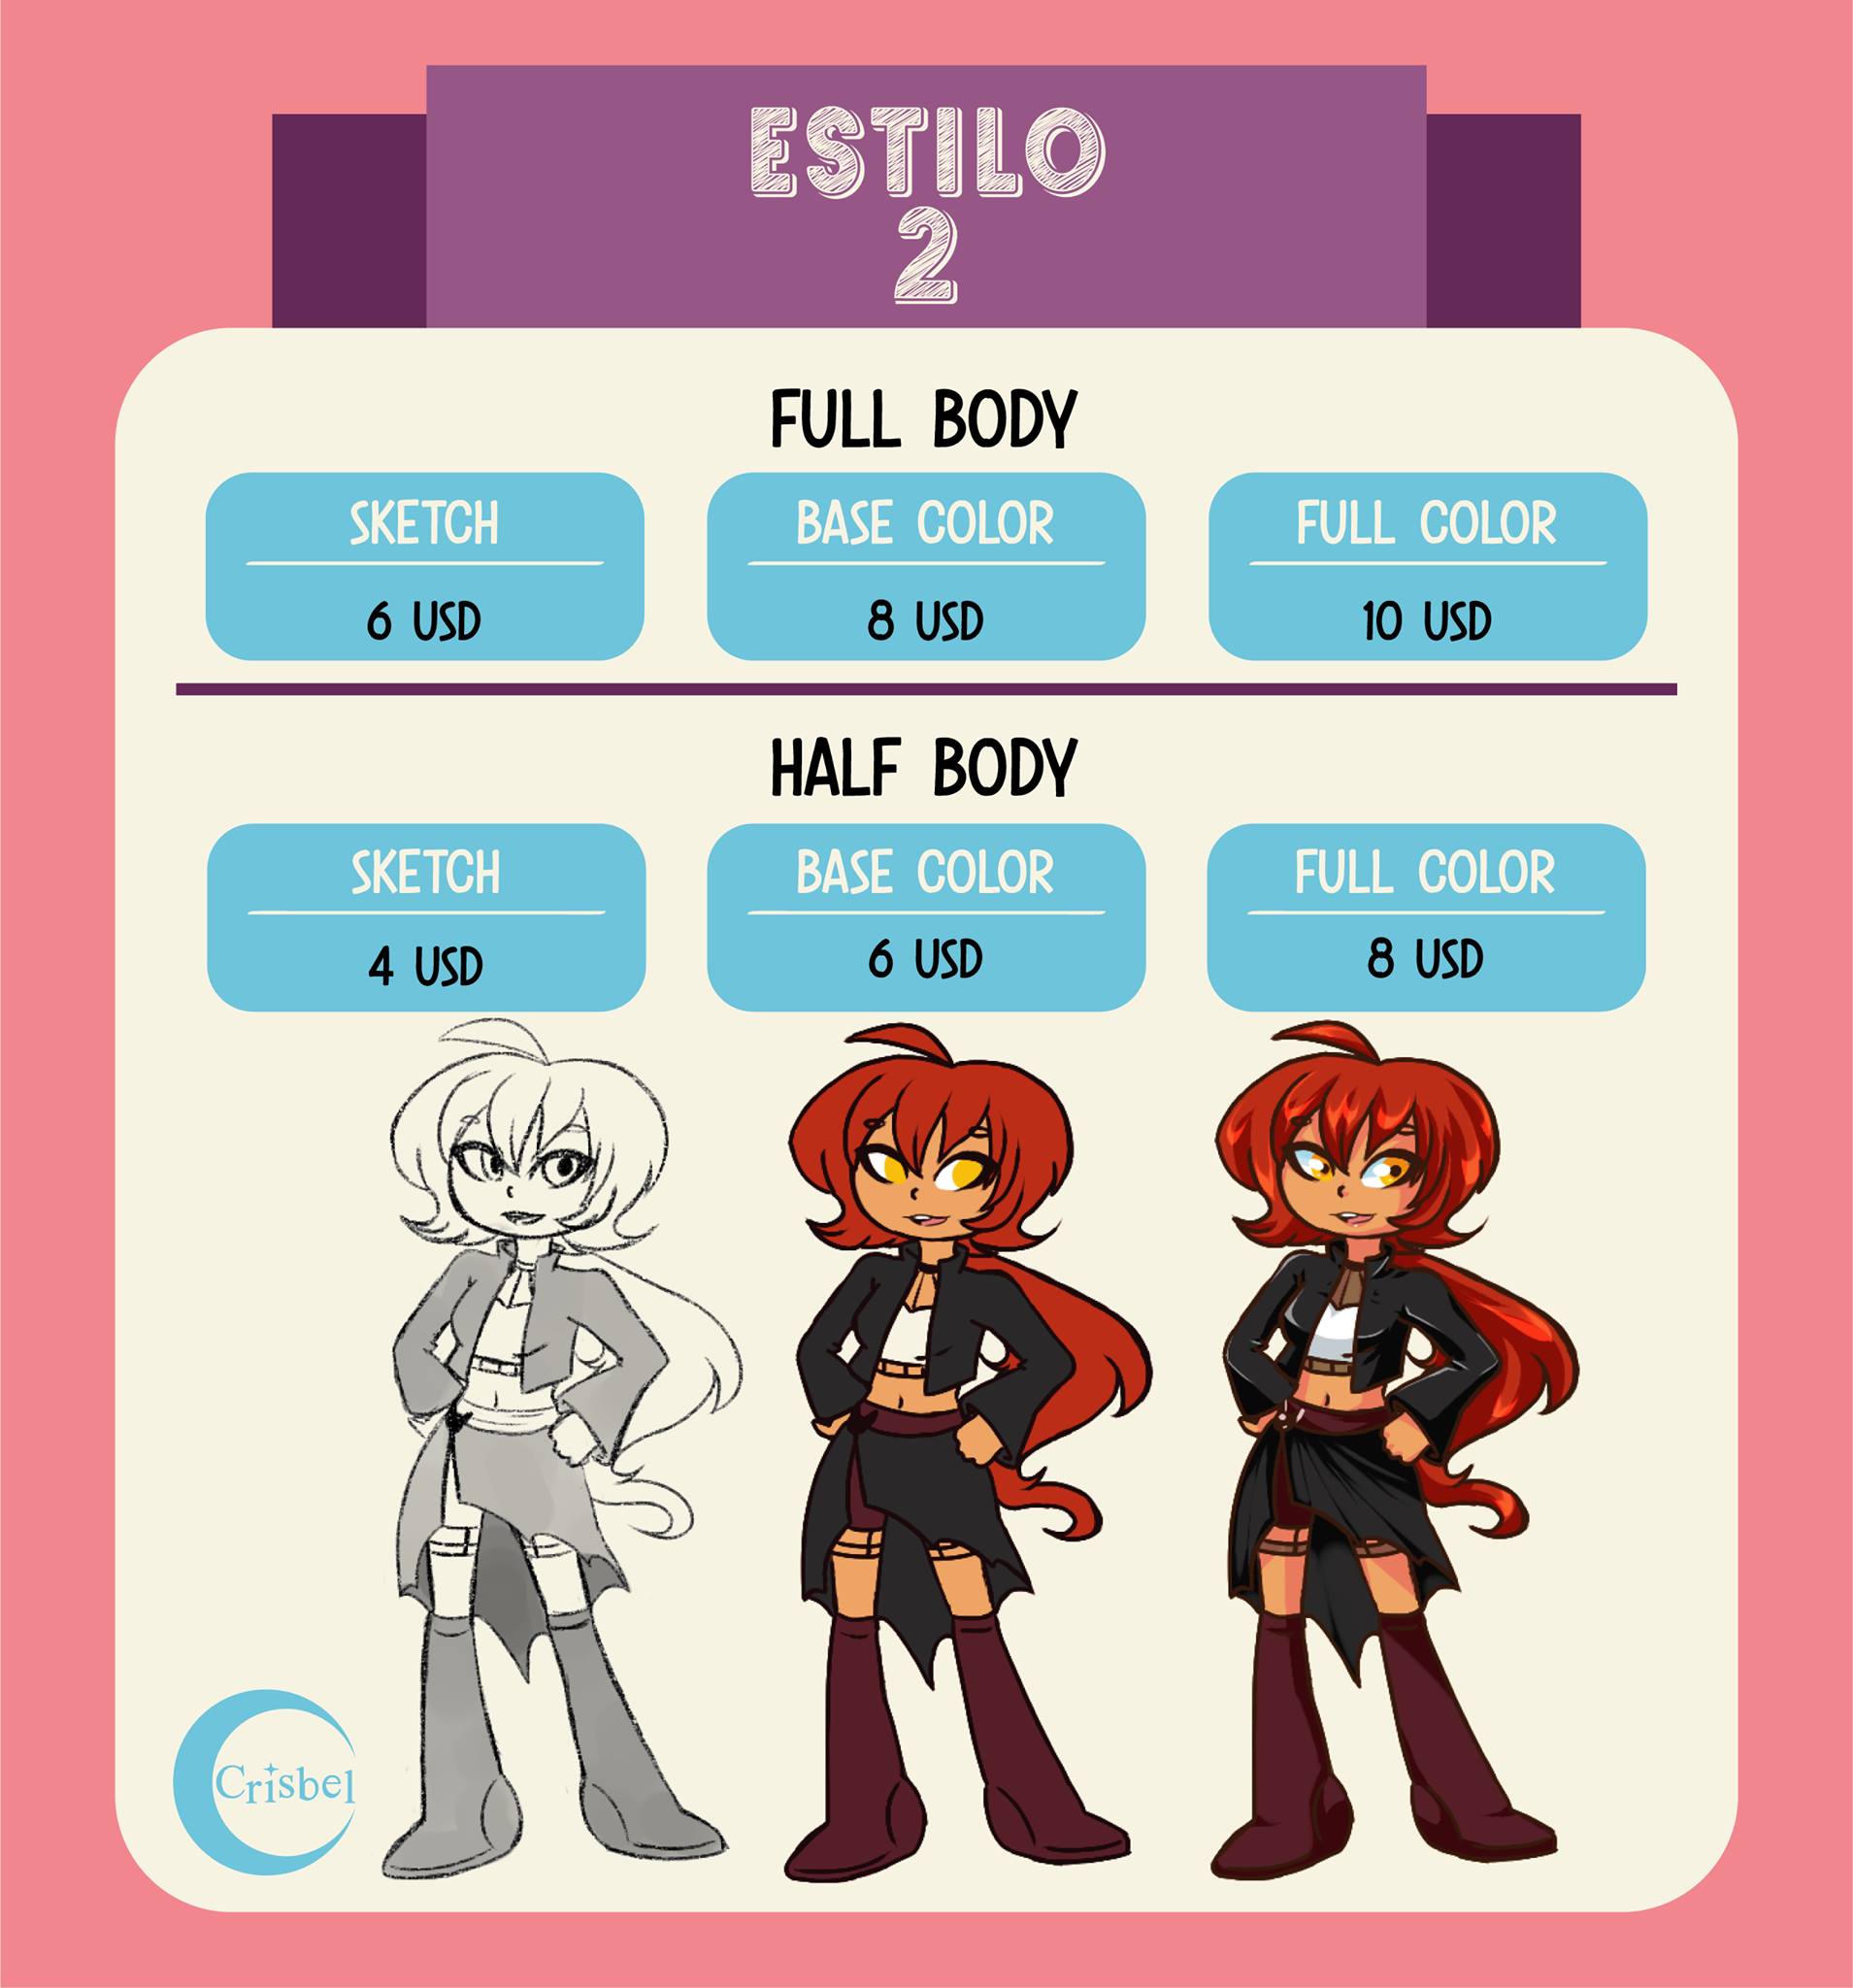 ESTILO
2
FULL BODY
SKETCH
6 USD
BASE COLOR
8 USD
FULL COLOR
10 USD
HALF BODY
SKETCH
4 USD
BASE COLOR
6 USD
FULL COLOR
8 USD
Crisbel